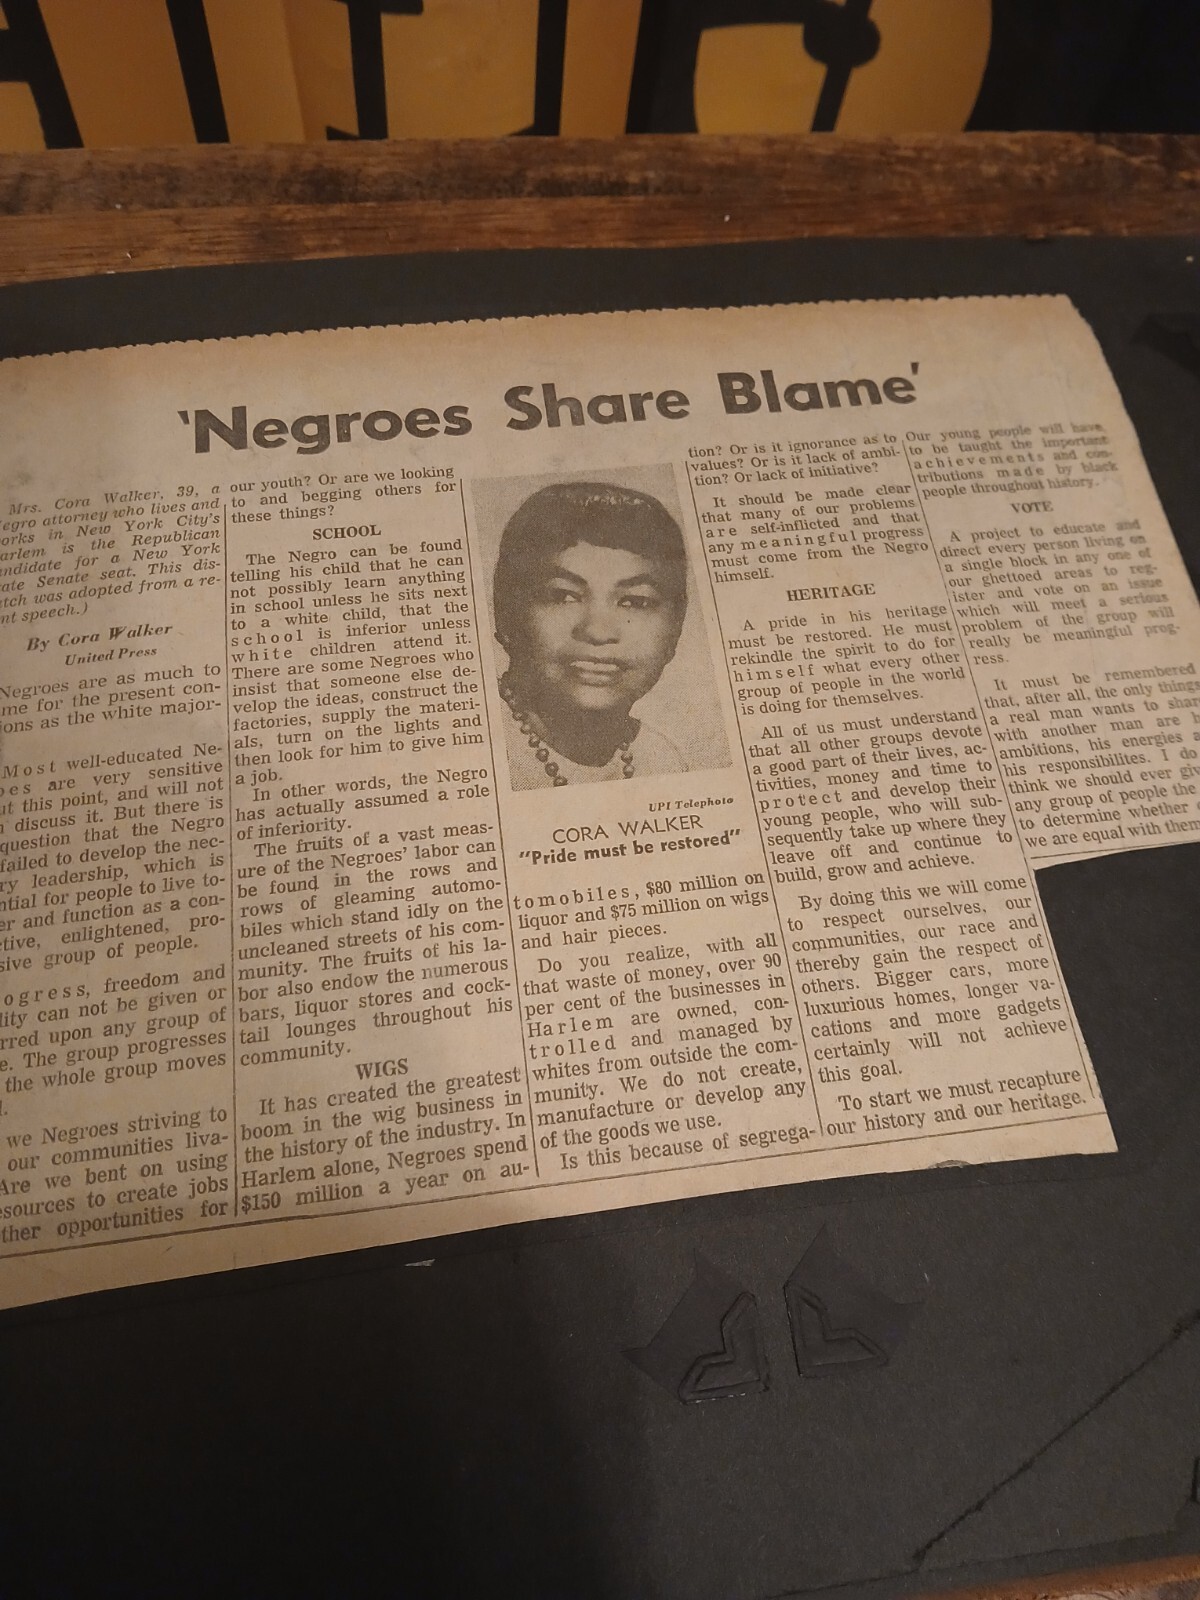 'Negroes Share Blame'
Mrs. Cora Walker, 39, a
egro attorney who lives and
orks in New York City's
arlem is the Republican
andidate for a New York
ate Senate seat. This dis-
tch was adopted from a re-
nt speech.)
By Cora Walker
United Press
Negroes are as much to
me for the present con-
ions as the white major-
Most well-educated Ne-
oes are very sensitive
ut this point, and will not
n discuss it. But there is
question that the Negro
failed to develop the nec-
ry leadership, which is
ntial for people to live to-
er and function as a con-
tive, enlightened, pro-
sive group of people.
ogress, freedom and
lity can not be given or
rred upon any group of
e. The group progresses
the whole group moves
l.
we Negroes striving to
our communities liva-
Are we bent on using
esources to create jobs
ther opportunities for
our youth? Or are we looking
to and begging others for
these things?
SCHOOL
The Negro can be found
telling his child that he can
not possibly learn anything
in school unless he sits next
to a white child, that the
school is inferior unless
white children attend it.
There are some Negroes who
insist that someone else de-
velop the ideas, construct the
factories, supply the materi-
als, turn on the lights and
then look for him to give him
a job.
In other words, the Negro
has actually assumed a role
of inferiority.
The fruits of a vast meas-
ure of the Negroes' labor can
be found in the rows and
rows of gleaming automo-
biles which stand idly on the
uncleaned streets of his com-
munity. The fruits of his la-
bor also endow the numerous
bars, liquor stores and cock-
tail lounges throughout his
community.
WIGS
It has created the greatest
boom in the wig business in
the history of the industry. In
Harlem alone, Negroes spend
$150 million a year on au-
UPI Telephoto
CORA WALKER
"Pride must be restored"
tomobiles, $80 million on
liquor and $75 million on wigs
and hair pieces.
Do you realize, with all
that waste of money, over 90
per cent of the businesses in
Harlem are owned, con-
trolled and managed by
whites from outside the com-
munity. We do not create,
manufacture or develop any
of the goods we use.
Is this because of segrega-
tion? Or is it ignorance as to
values? Or is it lack of ambi-
tion? Or lack of initiative?
It should be made clear
that many of our problems
are self-inflicted and that
any meaningful progress
must come from the Negro
himself.
HERITAGE
A pride in his heritage
must be restored. He must
rekindle the spirit to do for
himself what every other
group of people in the world
is doing for themselves.
All of us must understand
that all other groups devote
a good part of their lives, ac-
tivities, money and time to
protect and develop their
young people, who will sub-
sequently take up where they
leave off and continue to
build, grow and achieve.
By doing this we will come
to respect ourselves, our
communities, our race and
thereby gain the respect of
others. Bigger cars, more
luxurious homes, longer va-
cations and more gadgets
certainly will not achieve
this goal.
To start we must recapture
our history and our heritage.
Our young people will have
to be taught the important
achievements and con-
tributions made by black
people throughout history.
VOTE
A project to educate and
direct every person living on
a single block in any one of
our ghettoed areas to reg-
ister and vote on an issue
which will meet a serious
problem of the group will
really be meaningful prog-
ress.
It must be remembered
that, after all, the only things
a real man wants to share
with another man are h
ambitions, his energies a
his responsibilites. I do
think we should ever giv
any group of people the
to determine whether
we are equal with them